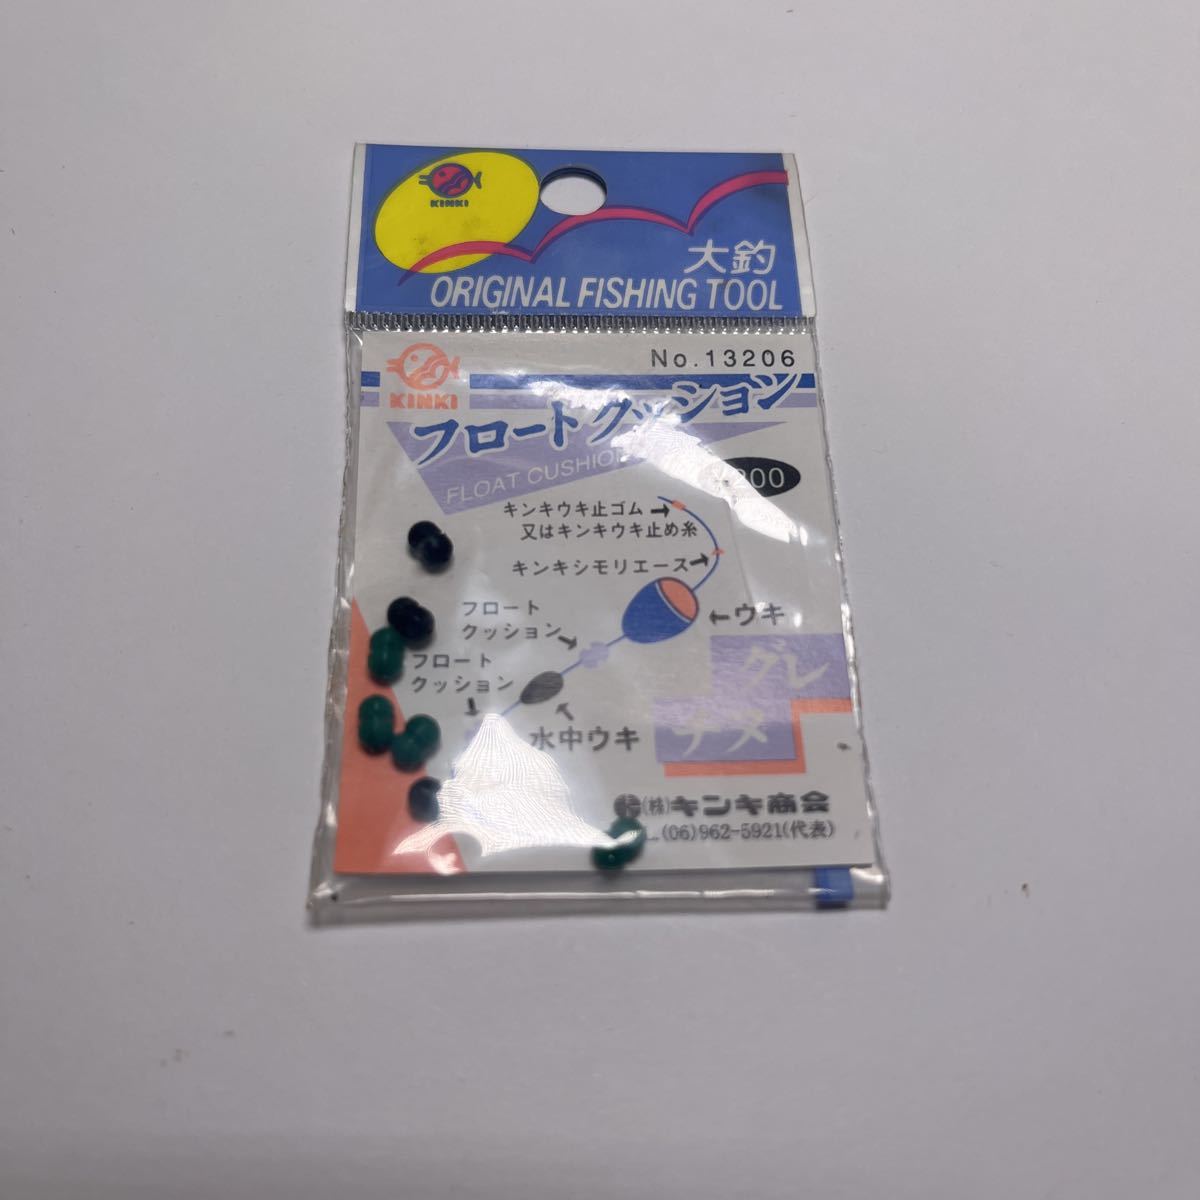 KINKI
大釣
ORIGINAL FISHING TOOL
No.13206
KINKI
フロートクッション
FLOAT CUSHION
200
キンキウキ止ゴム→
又はキンキウキ止め糸
キンキシモリエース→
フロート
クッション→
←ウキ
フロート
クッション
水中ウキ
グレ
チヌ
(株)キンキ商会
(06)962-5921(代表)